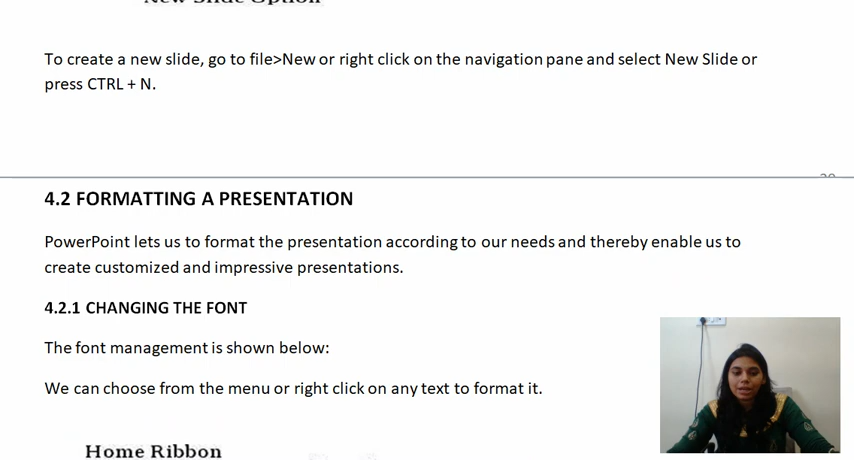 New Slide Option
To create a new slide, go to file>New or right click on the navigation pane and select New Slide or
press CTRL + N.
4.2 FORMATTING A PRESENTATION
PowerPoint lets us to format the presentation according to our needs and thereby enable us to
create customized and impressive presentations.
4.2.1 CHANGING THE FONT
The font management is shown below:
We can choose from the menu or right click on any text to format it.
Home Ribbon